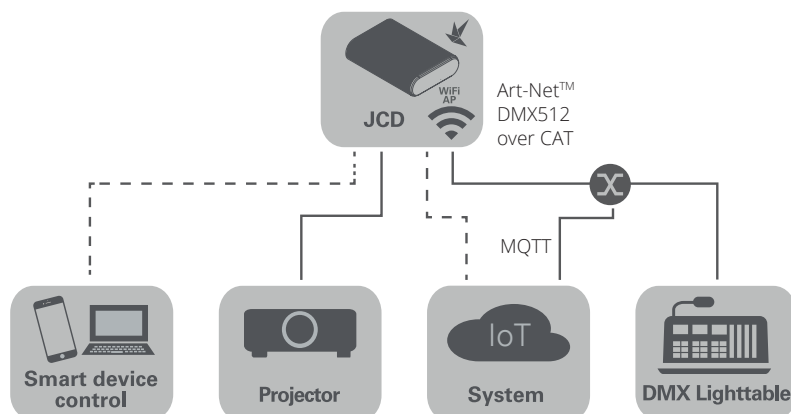 WiFi
AP
JCD
Art-Net™
DMX512
over CAT
MQTT
Smart device
control
Projector
IoT
System
DMX Lighttable